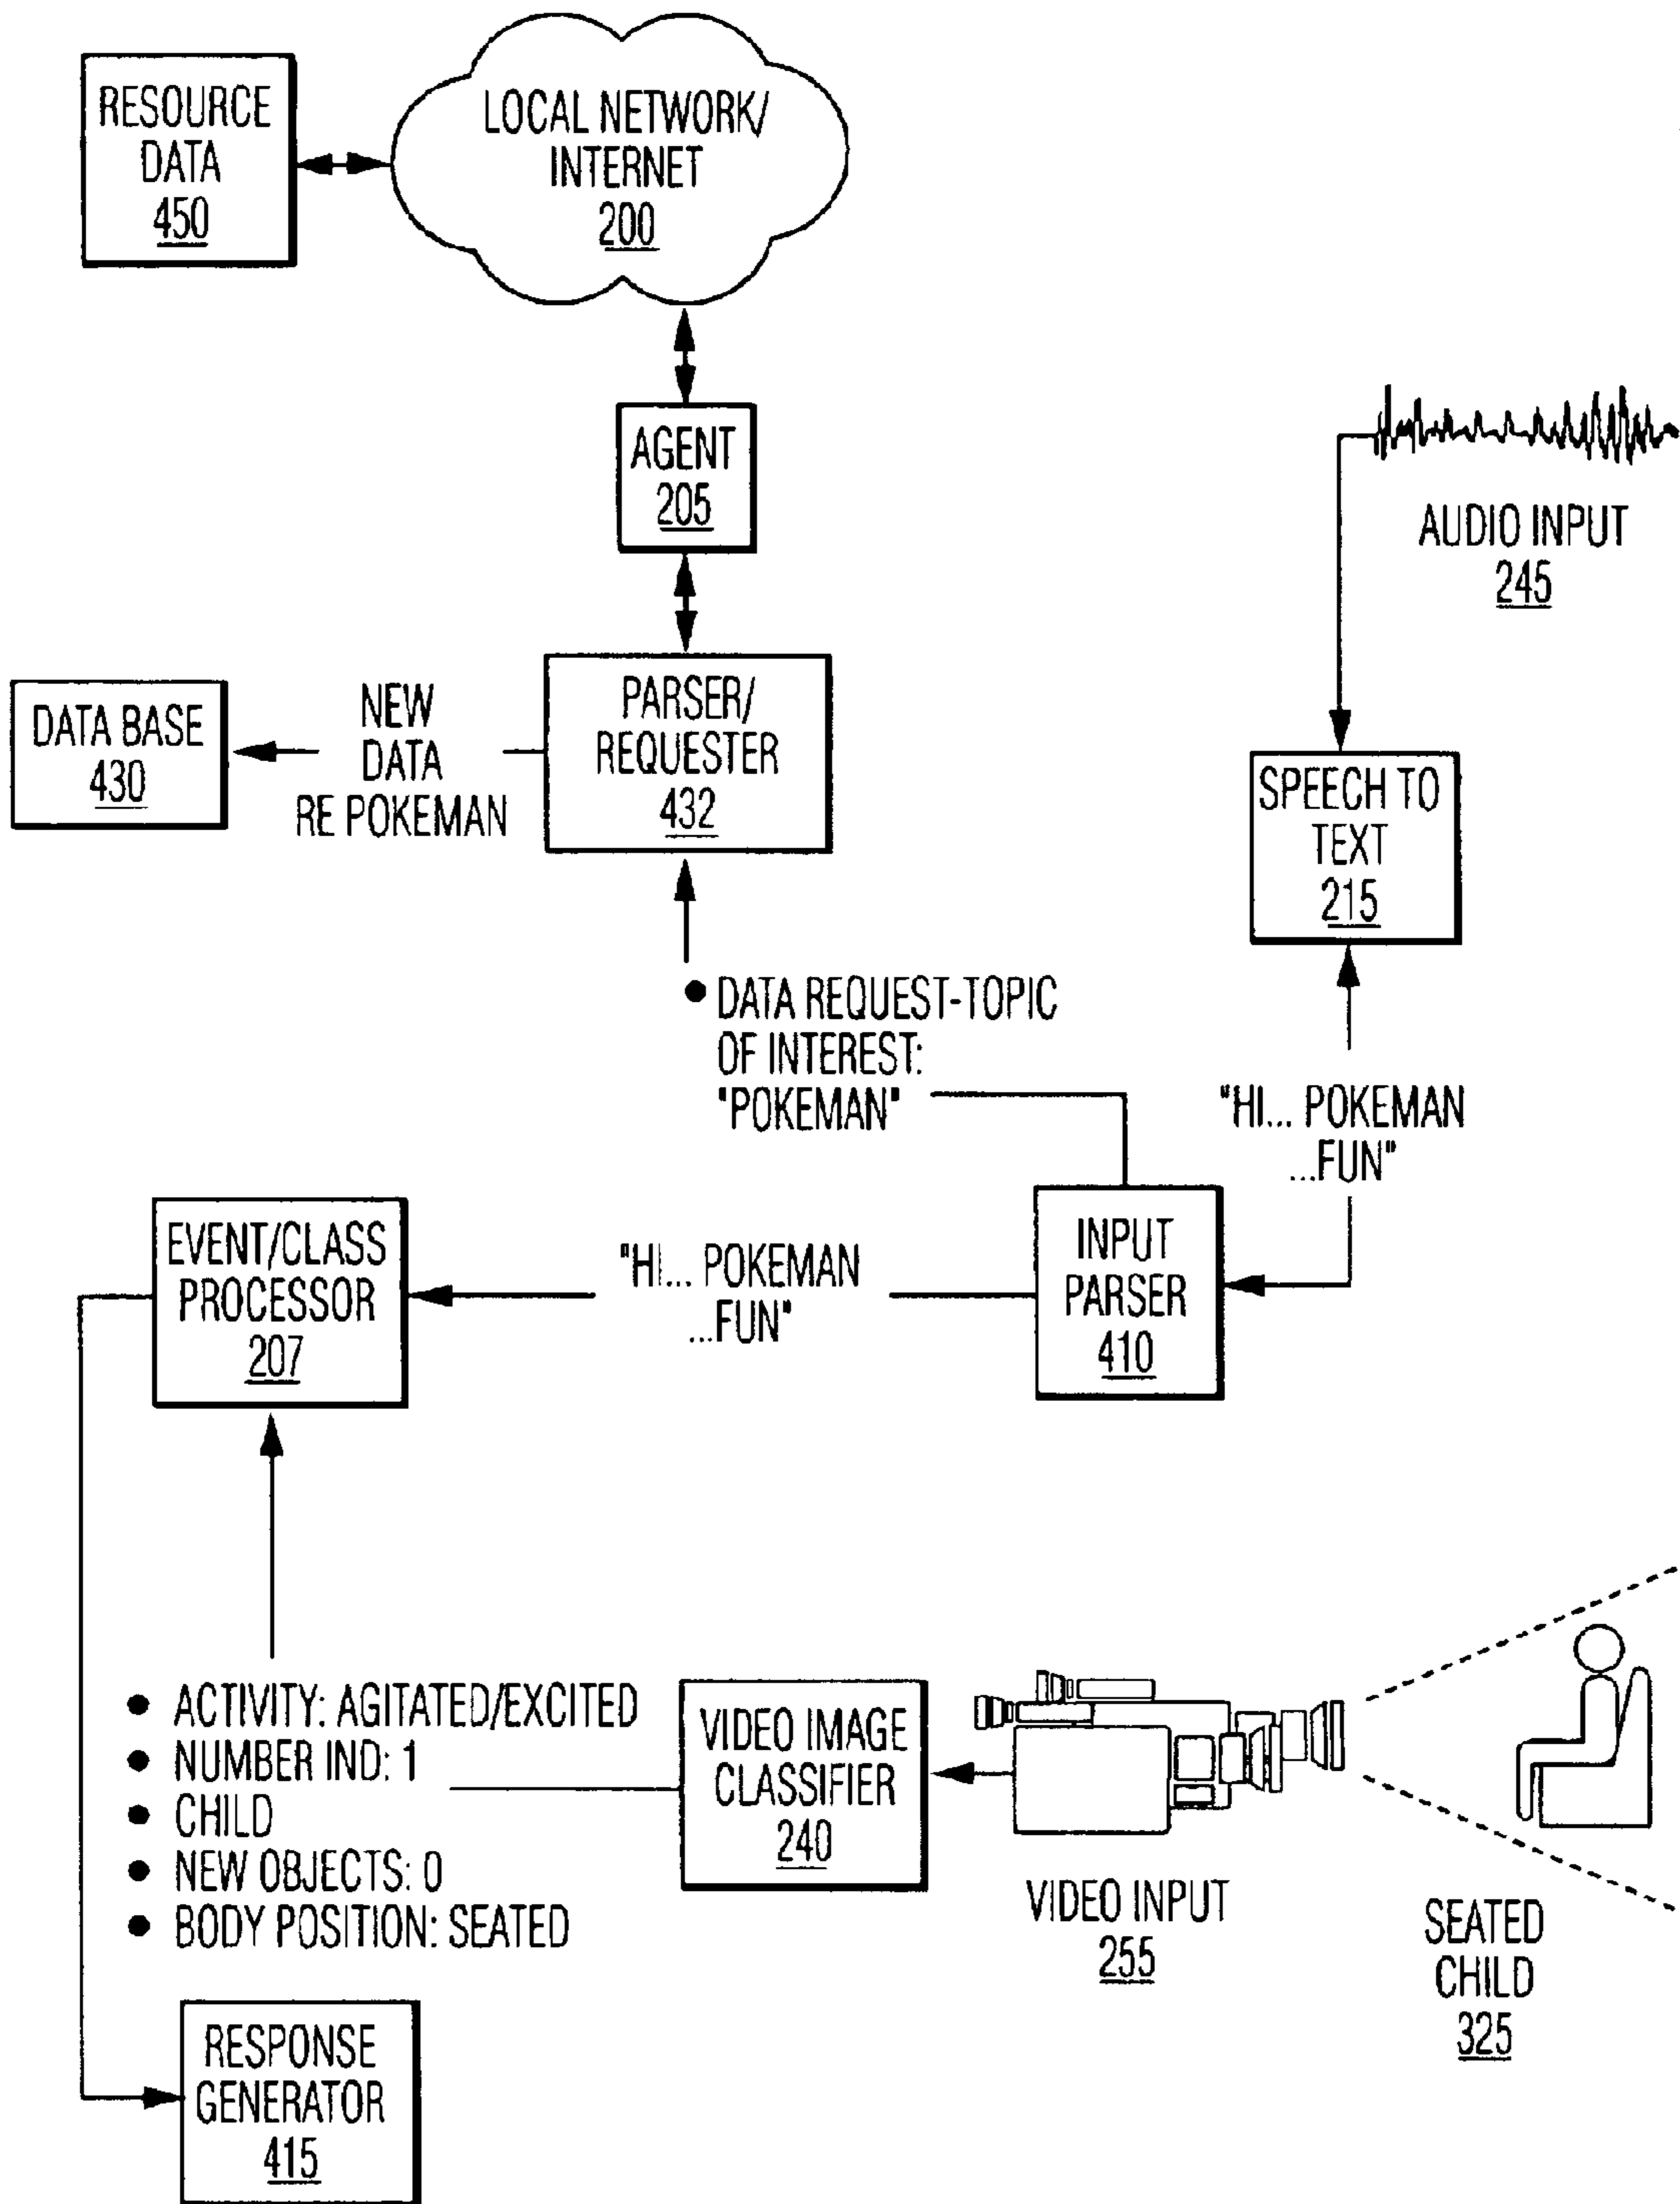 RESOURCE
DATA
450
LOCAL NETWORK/
INTERNET
200
AGENT
205
AUDIO INPUT
245
DATA BASE
430
NEW
DATA
RE POKEMAN
PARSER/
REQUESTER
432
SPEECH TO
TEXT
215
• DATA REQUEST-TOPIC
OF INTEREST:
"POKEMAN"
"HI... POKEMAN
...FUN"
EVENT/CLASS
PROCESSOR
207
"HI... POKEMAN
...FUN"
INPUT
PARSER
410
• ACTIVITY: AGITATED/EXCITED
• NUMBER IND: 1
• CHILD
• NEW OBJECTS: 0
• BODY POSITION: SEATED
VIDEO IMAGE
CLASSIFIER
240
VIDEO INPUT
255
SEATED
CHILD
325
RESPONSE
GENERATOR
415